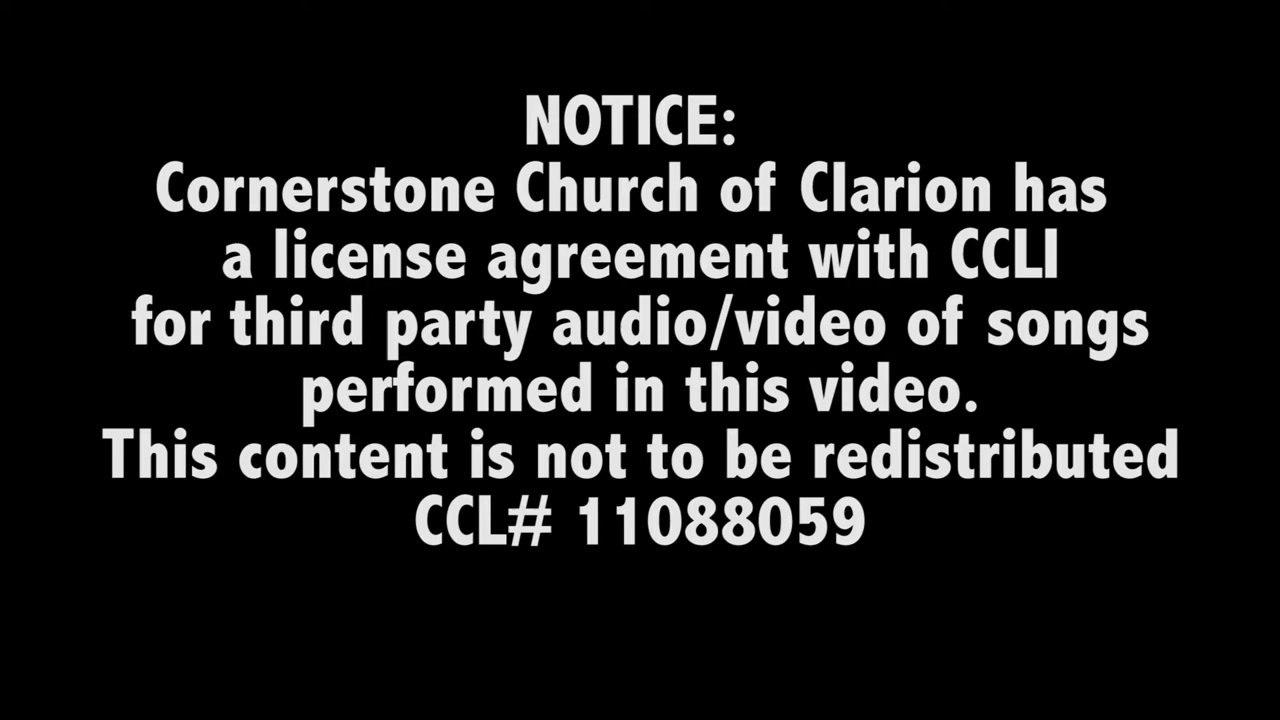 NOTICE:
Cornerstone Church of Clarion has
a license agreement with CCLI
for third party audio/video of songs
performed in this video.
This content is not to be redistributed
CCL# 11088059